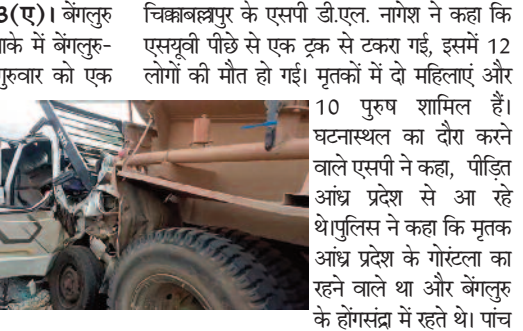 3(ए)। बेंगलुरु
ाके में बेंगलुरु-
गुरुवार को एक
चिक्काबल्लापुर के एसपी डी.एल. नागेश ने कहा कि
एसयूवी पीछे से एक ट्रक से टकरा गई, इसमें 12
लोगों की मौत हो गई। मृतकों में दो महिलाएं और
10 पुरुष शामिल हैं।
घटनास्थल का दौरा करने
वाले एसपी ने कहा, पीड़ित
आंध्र प्रदेश से आ रहे
थे।पुलिस ने कहा कि मृतक
आंध्र प्रदेश के गोरंटला का
रहने वाले था और बेंगलुरु
के होंगसंद्रा में रहते थे। पांच